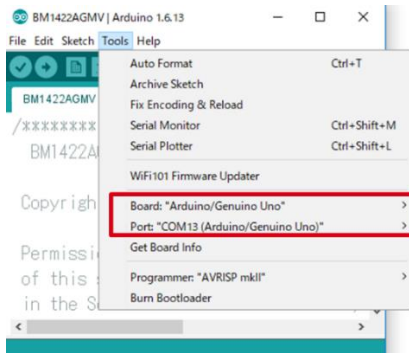 BM1422AGMV | Arduino 1.6.13
File Edit Sketch Tools Help
Auto Format Ctrl+T
Archive Sketch
BM1422AGMV
Fix Encoding & Reload
/********
Serial Monitor Ctrl+Shift+M
BM1422A
Serial Plotter Ctrl+Shift+L
WiFi101 Firmware Updater
Copyrigh
Board: "Arduino/Genuino Uno" >
Port: "COM13 (Arduino/Genuino Uno)" >
Permissi
Get Board Info
of this s
Programmer: "AVRISP mkII" >
in the S
Burn Bootloader